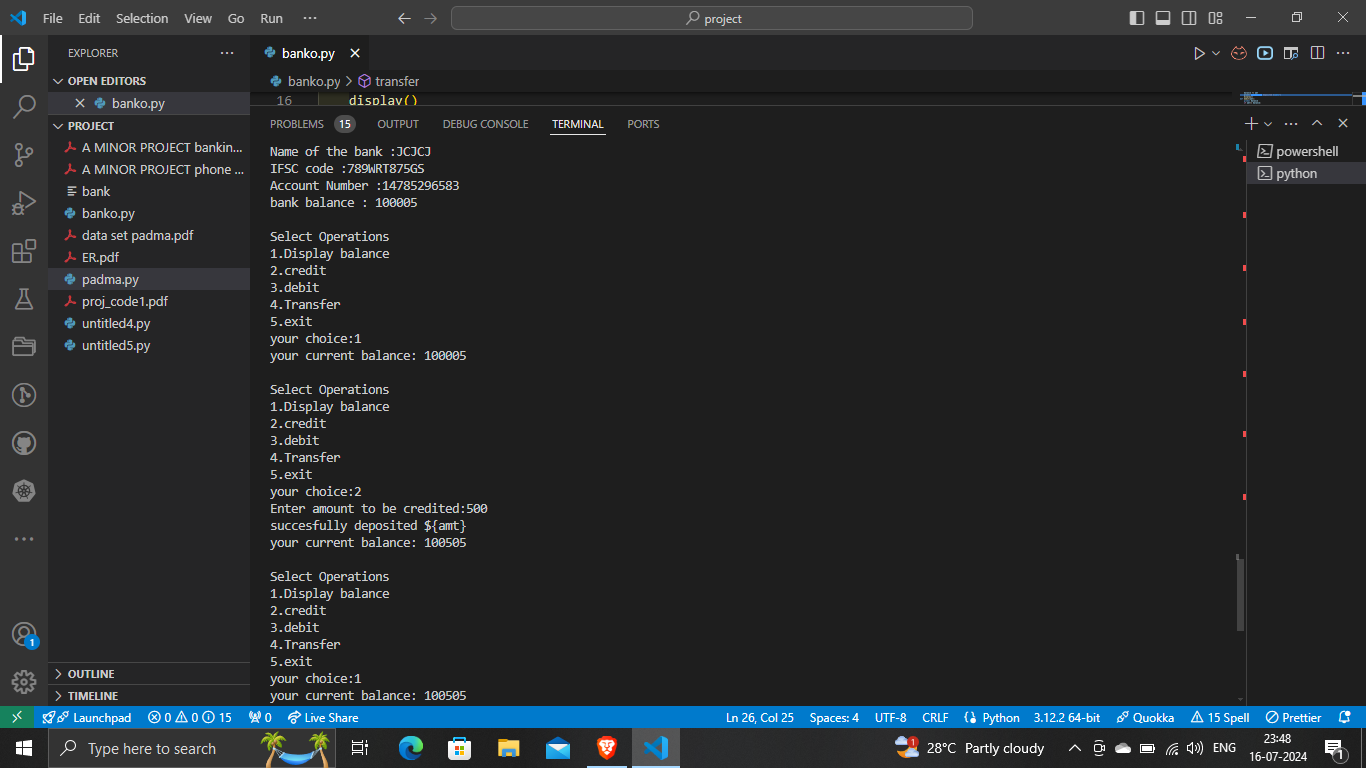 File Edit Selection View Go Run ··· project
EXPLORER ···
OPEN EDITORS
banko.py
PROJECT
A MINOR PROJECT bankin...
A MINOR PROJECT phone ...
bank
banko.py
data set padma.pdf
ER.pdf
padma.py
proj_code1.pdf
untitled4.py
untitled5.py
OUTLINE
TIMELINE
1
banko.py
banko.py > transfer
16 display()
PROBLEMS 15 OUTPUT DEBUG CONSOLE TERMINAL PORTS
Name of the bank :JCJCJ
IFSC code :789WRT875GS
Account Number :14785296583
bank balance : 100005
Select Operations
1.Display balance
2.credit
3.debit
4.Transfer
5.exit
your choice:1
your current balance: 100005
Select Operations
1.Display balance
2.credit
3.debit
4.Transfer
5.exit
your choice:2
Enter amount to be credited:500
succesfully deposited ${amt}
your current balance: 100505
Select Operations
1.Display balance
2.credit
3.debit
4.Transfer
5.exit
your choice:1
your current balance: 100505
powershell
python
Launchpad 0 0 15 0 Live Share Ln 26, Col 25 Spaces: 4 UTF-8 CRLF Python 3.12.2 64-bit Quokka 15 Spell Prettier
Type here to search 1 28°C Partly cloudy ENG 23:48
16-07-2024 1